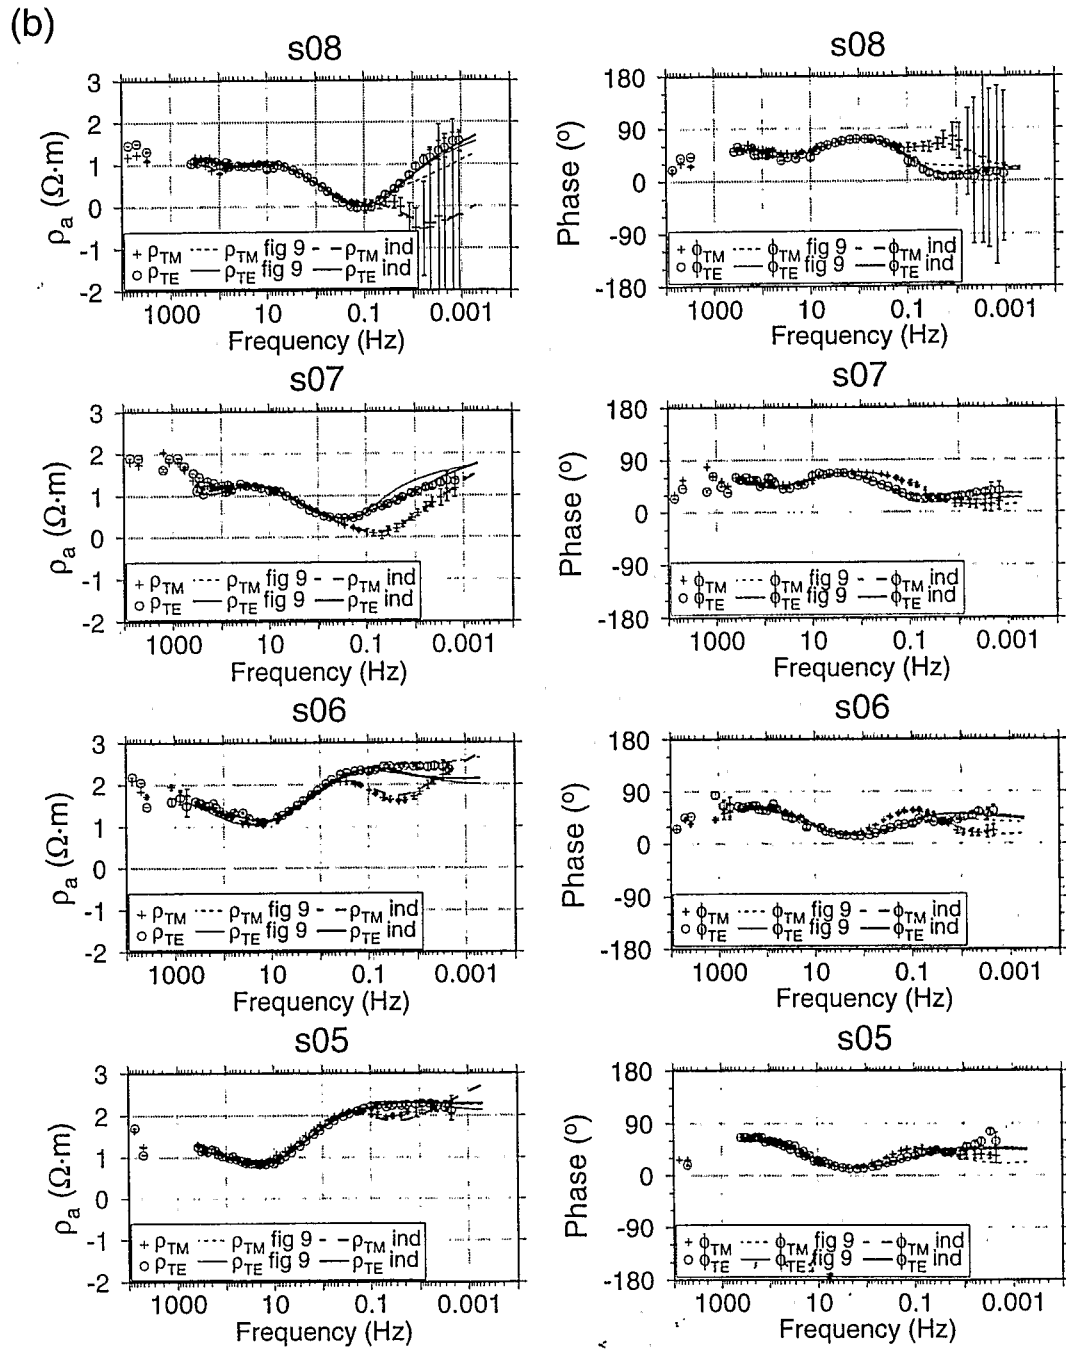 (b)
s08
s08
3
2
1
0
-1
-2
ρa (Ω·m)
+ ρTM ---- ρTM fig 9 - – ρTM ind
○ ρTE —— ρTE fig 9 — ρTE ind
1000 10 0.1 0.001
Frequency (Hz)
180
90
0
-90
-180
Phase (º)
+ ϕTM ---- ϕTM fig 9 - – ϕTM ind
○ ϕTE —— ϕTE fig 9 — ϕTE ind
1000 10 0.1 0.001
Frequency (Hz)
s07
s07
3
2
1
0
-1
-2
ρa (Ω·m)
+ ρTM ---- ρTM fig 9 - – ρTM ind
○ ρTE —— ρTE fig 9 — ρTE ind
1000 10 0.1 0.001
Frequency (Hz)
180
90
0
-90
-180
Phase (º)
+ ϕTM ---- ϕTM fig 9 - – ϕTM ind
○ ϕTE —— ϕTE fig 9 — ϕTE ind
1000 10 0.1 0.001
Frequency (Hz)
s06
s06
3
2
1
0
-1
-2
ρa (Ω·m)
+ ρTM ---- ρTM fig 9 - – ρTM ind
○ ρTE —— ρTE fig 9 — ρTE ind
1000 10 0.1 0.001
Frequency (Hz)
180
90
0
-90
-180
Phase (º)
+ ϕTM ---- ϕTM fig 9 - – ϕTM ind
○ ϕTE —— ϕTE fig 9 — ϕTE ind
1000 10 0.1 0.001
Frequency (Hz)
s05
s05
3
2
1
0
-1
-2
ρa (Ω·m)
+ ρTM ---- ρTM fig 9 - – ρTM ind
○ ρTE —— ρTE fig 9 — ρTE ind
1000 10 0.1 0.001
Frequency (Hz)
180
90
0
-90
-180
Phase (º)
+ ϕTM ---- ϕTM fig 9 - – ϕTM ind
○ ϕTE —— ϕTE fig 9 — ϕTE ind
1000 10 0.1 0.001
Frequency (Hz)